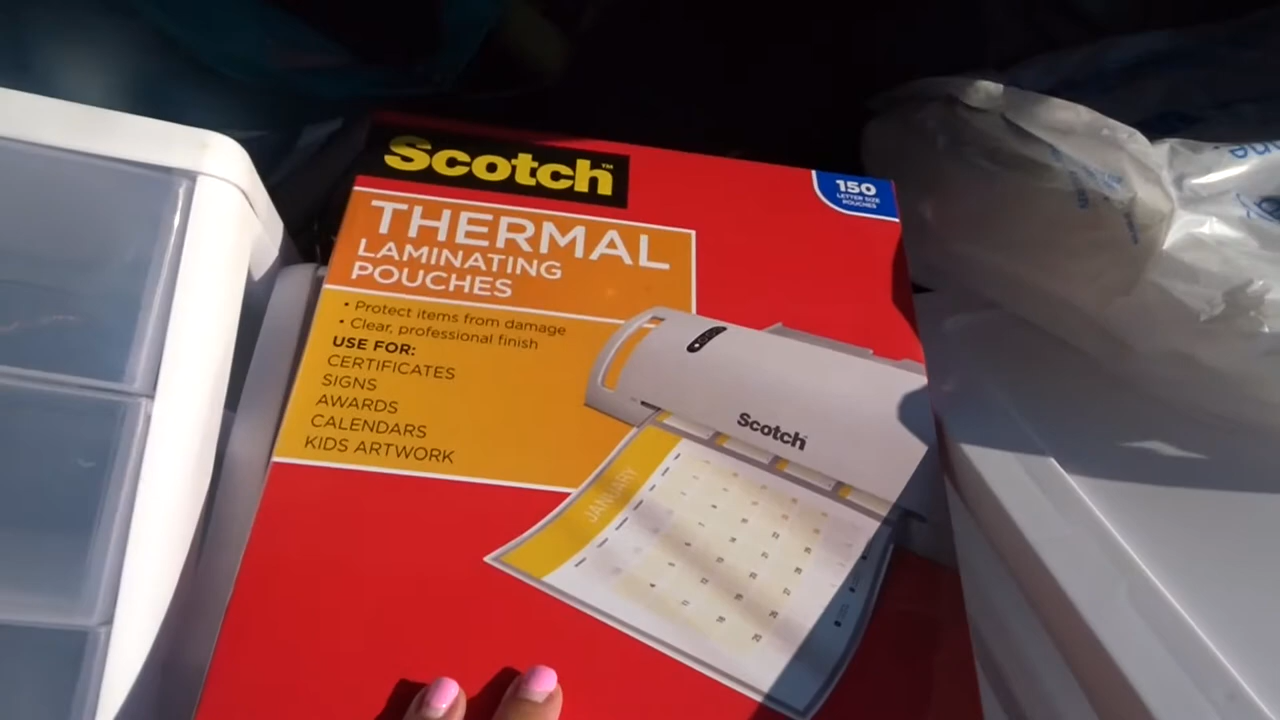 Scotch™
150
LETTER SIZE
POUCHES
THERMAL
LAMINATING
POUCHES
• Protect items from damage
• Clear, professional finish
USE FOR:
CERTIFICATES
SIGNS
AWARDS
CALENDARS
KIDS ARTWORK
Scotch
JANUARY